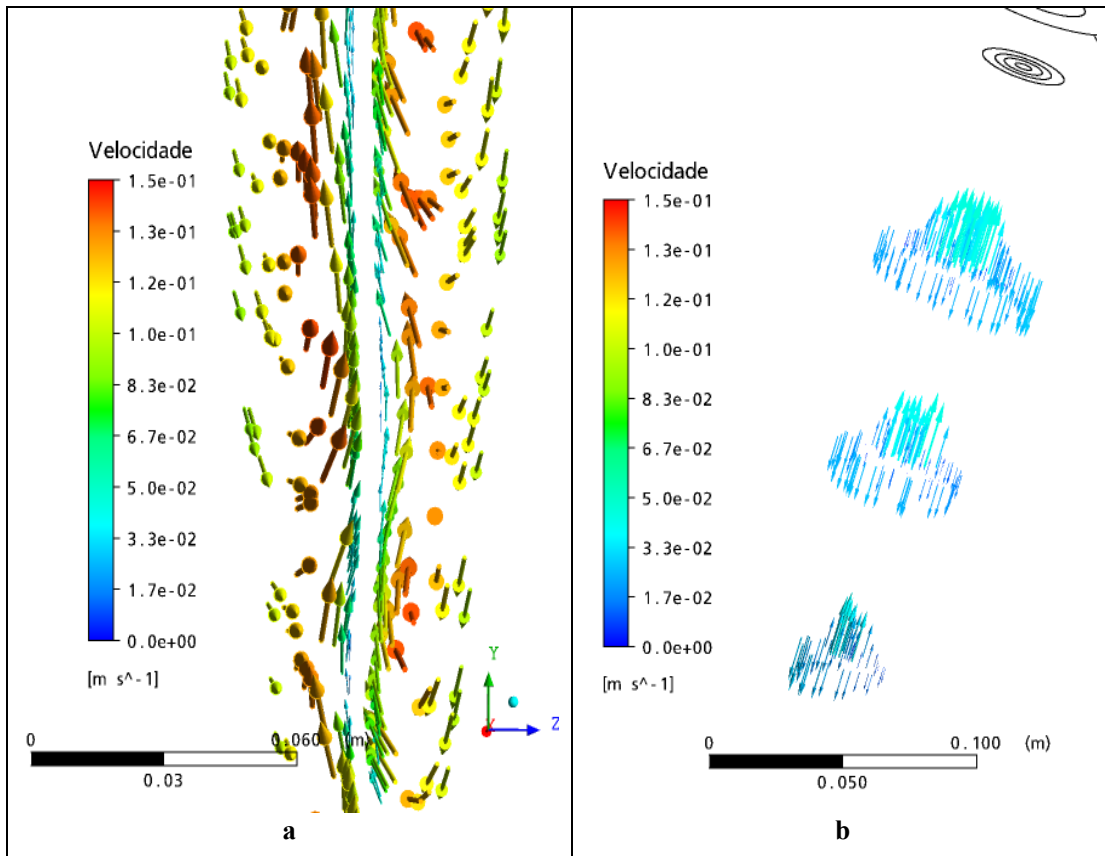 Velocidade
1.5e-01
1.3e-01
1.2e-01
1.0e-01
8.3e-02
6.7e-02
5.0e-02
3.3e-02
1.7e-02
0.0e+00
[m s^-1]
Y
X
Z
0 0.060 (m)
0.03
a
Velocidade
1.5e-01
1.3e-01
1.2e-01
1.0e-01
8.3e-02
6.7e-02
5.0e-02
3.3e-02
1.7e-02
0.0e+00
[m s^-1]
0 0.100 (m)
0.050
b